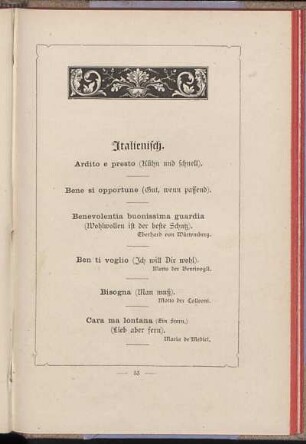 Italienisch.
Ardito e presto (Kühn und schnell).
Bene si opportune (Gut, wenn passend).
Benevolentia buonissima guardia
(Wohlwollen ist der beste Schutz).
Eberhard von Würtemberg.
Ben ti voglio (Ich will Dir wohl).
Motto der Bentivogli.
Bisogna (Man muß).
Motto der Colleoni.
Cara ma lontana (Ein Stern.)
(Lieb aber fern).
Maria de Medici.
— 52 —